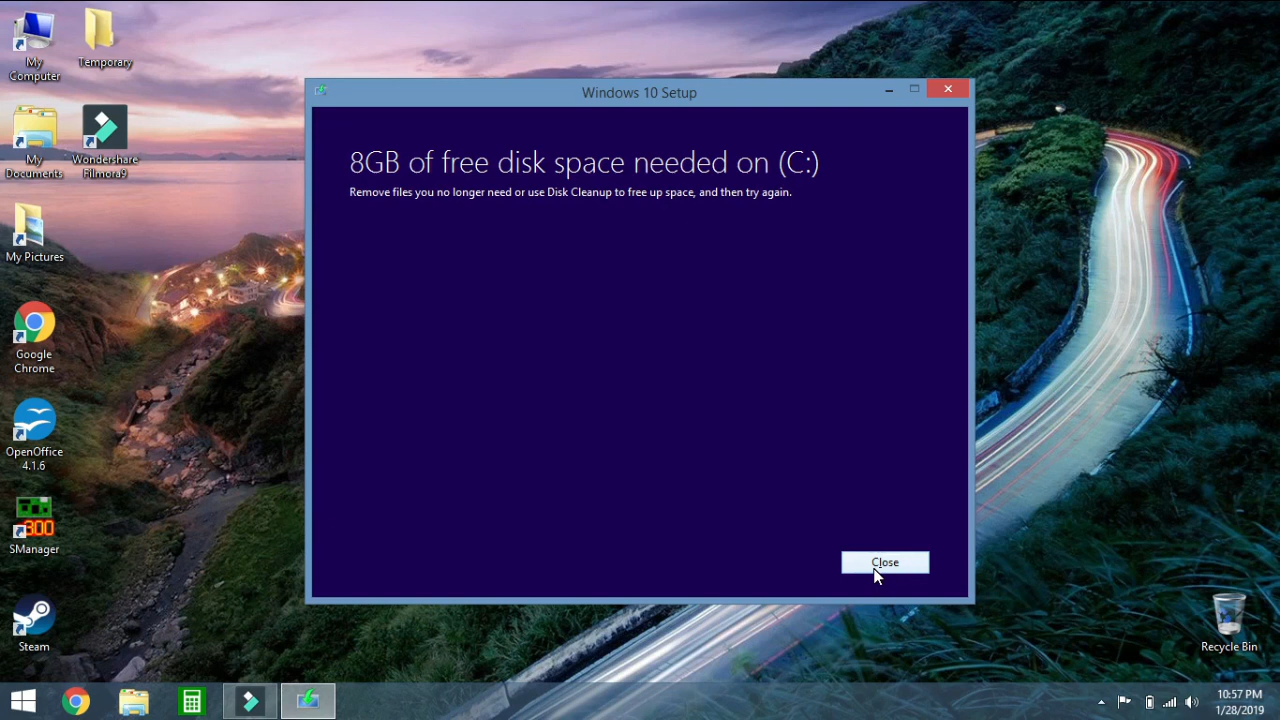 My
Computer
Temporary
My
Documents
Wondershare
Filmora9
My Pictures
Google
Chrome
OpenOffice
4.1.6
300
SManager
Steam
Windows 10 Setup
8GB of free disk space needed on (C:)
Remove files you no longer need or use Disk Cleanup to free up space, and then try again.
Close
Recycle Bin
10:57 PM
1/28/2019